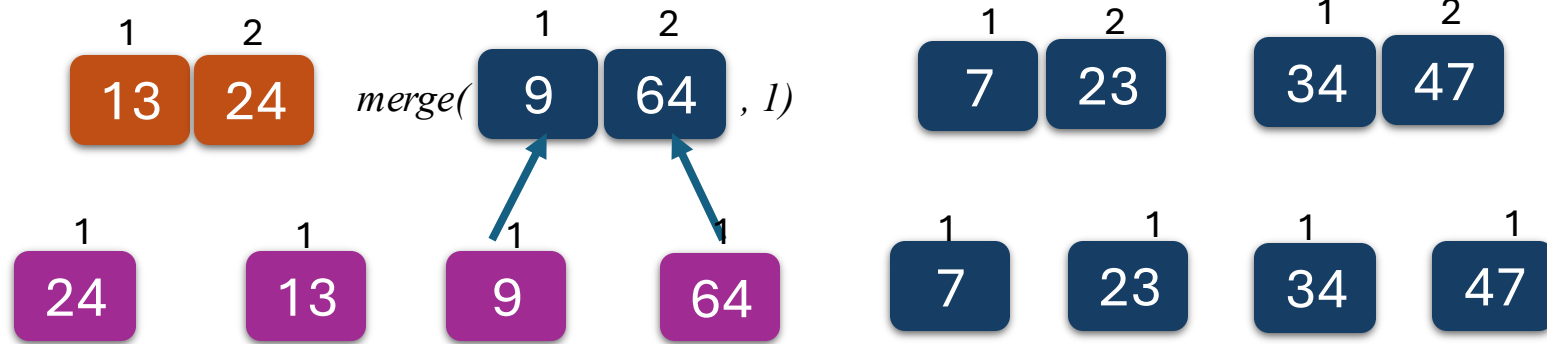 1 2 1 2 1 2 1 2
13 24 merge( 9 64 , 1) 7 23 34 47
1 1 1 1 1 1 1 1
24 13 9 64 7 23 34 47